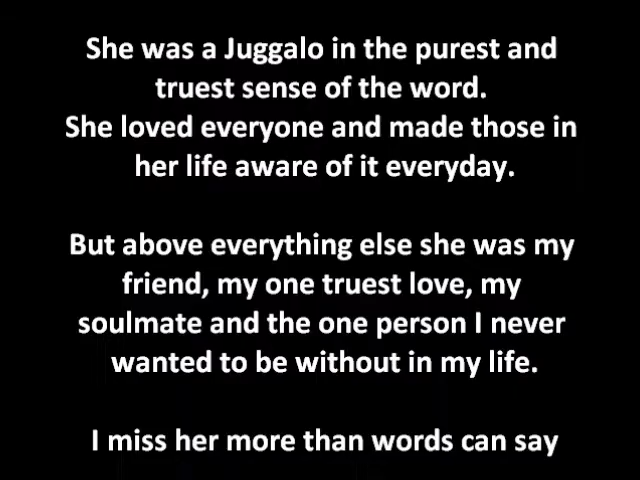 She was a Juggalo in the purest and
truest sense of the word.
She loved everyone and made those in
her life aware of it everyday.
But above everything else she was my
friend, my one truest love, my
soulmate and the one person I never
wanted to be without in my life.
I miss her more than words can say